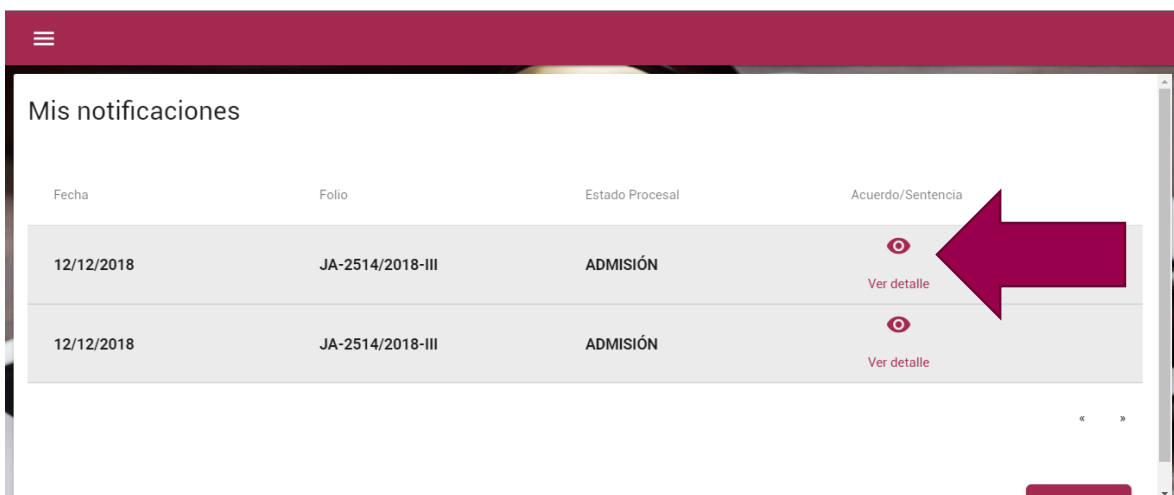 Mis notificaciones
Fecha Folio Estado Procesal Acuerdo/Sentencia
12/12/2018 JA-2514/2018-III ADMISIÓN
Ver detalle
12/12/2018 JA-2514/2018-III ADMISIÓN
Ver detalle
« »